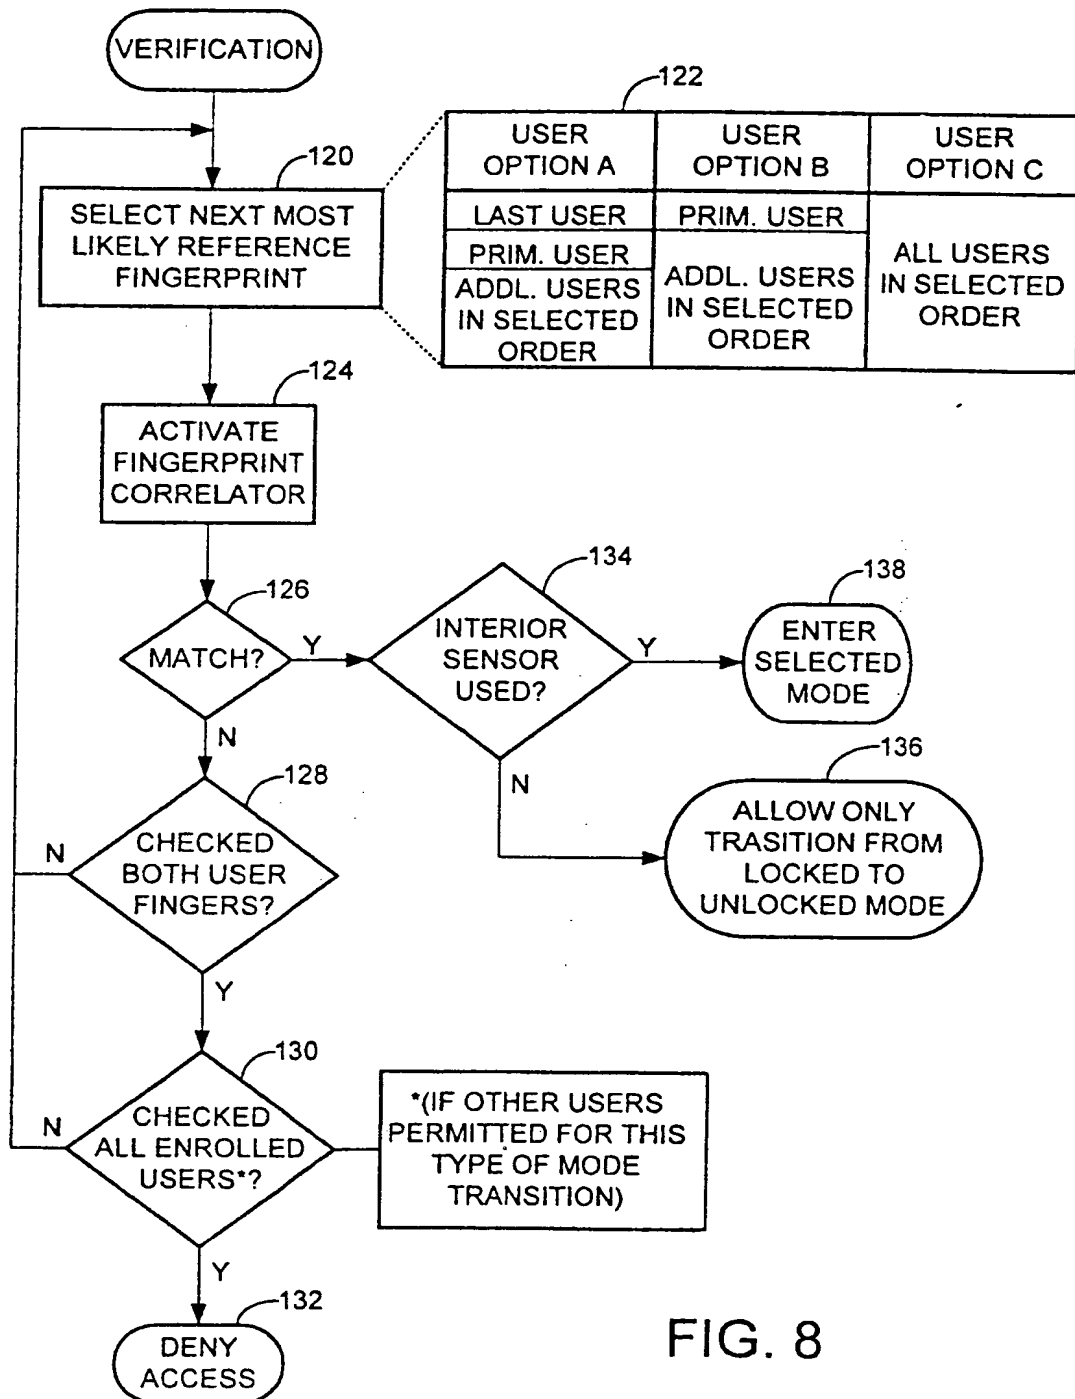 VERIFICATION
122
120
SELECT NEXT MOST
LIKELY REFERENCE
FINGERPRINT
USER
OPTION A
USER
OPTION B
USER
OPTION C
LAST USER
PRIM. USER
ADDL. USERS
IN SELECTED
ORDER
PRIM. USER
ADDL. USERS
IN SELECTED
ORDER
ALL USERS
IN SELECTED
ORDER
124
ACTIVATE
FINGERPRINT
CORRELATOR
126
MATCH?
Y
N
134
INTERIOR
SENSOR
USED?
Y
N
138
ENTER
SELECTED
MODE
136
ALLOW ONLY
TRASITION FROM
LOCKED TO
UNLOCKED MODE
128
CHECKED
BOTH USER
FINGERS?
N
Y
130
CHECKED
ALL ENROLLED
USERS*?
N
Y
*(IF OTHER USERS
PERMITTED FOR THIS
TYPE OF MODE
TRANSITION)
132
DENY
ACCESS
FIG. 8